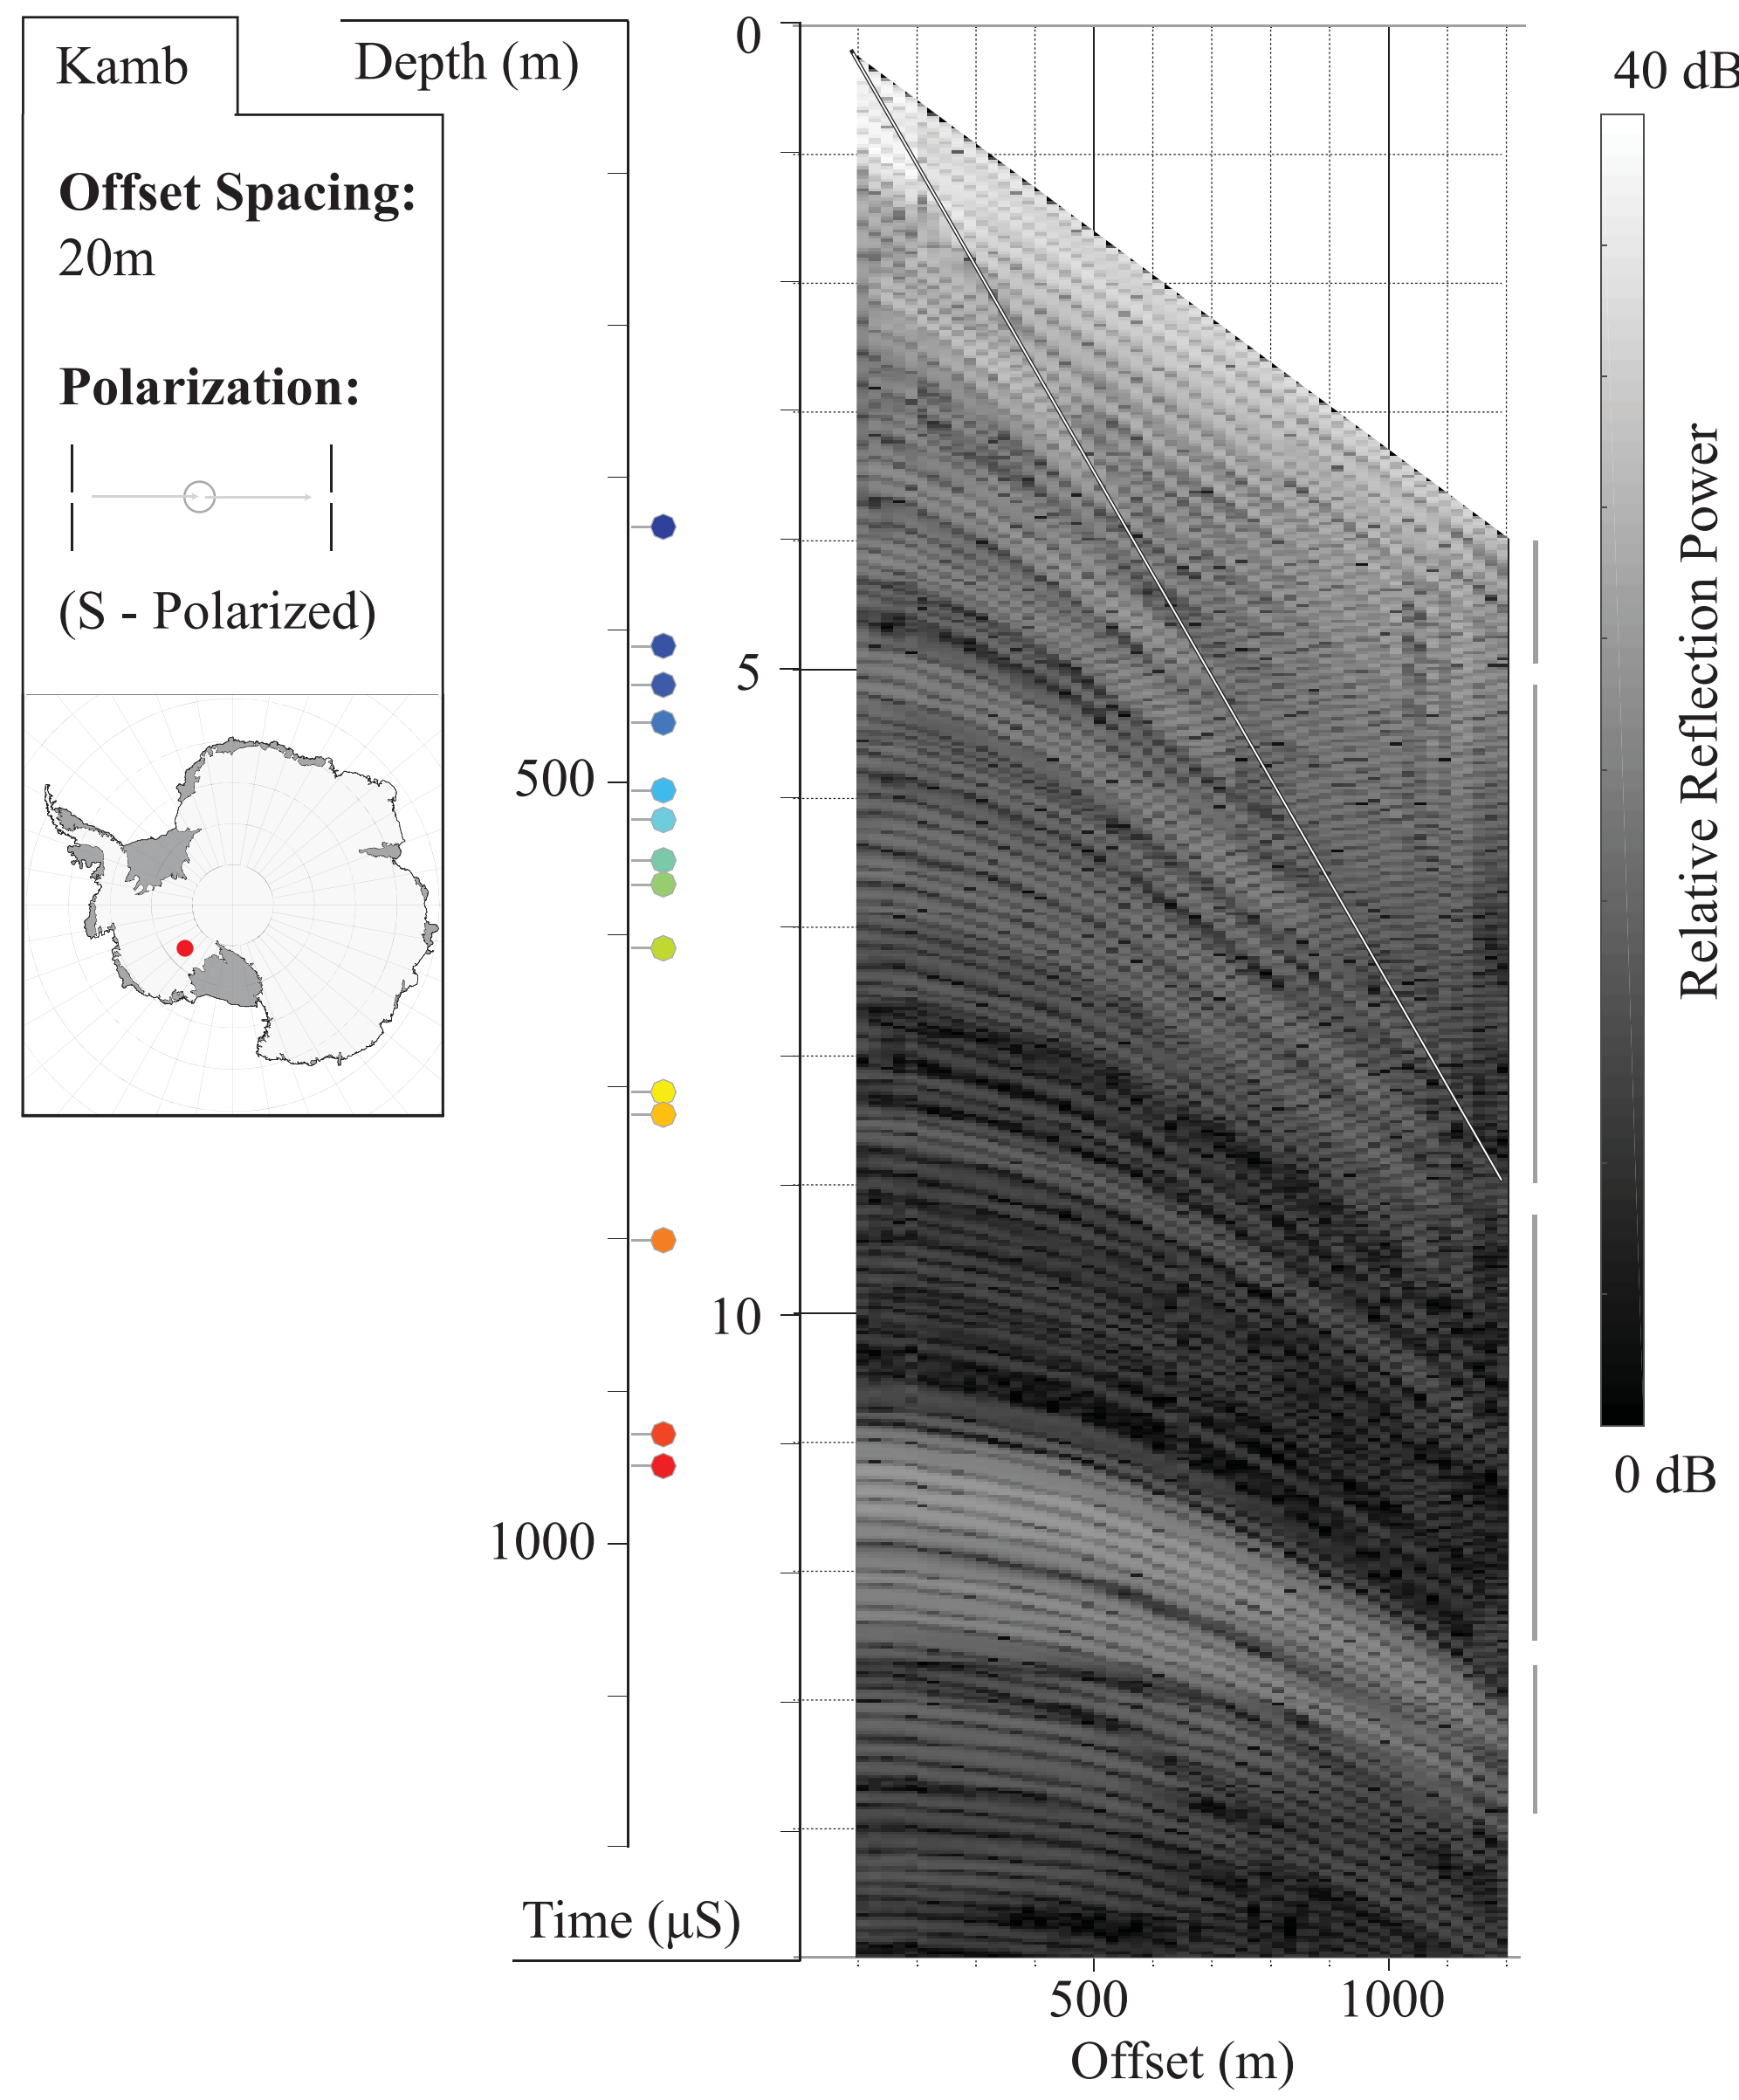 Kamb
Offset Spacing:
20m
Polarization:
(S - Polarized)
Depth (m)
500
1000
Time (μS)
0
5
10
500
1000
Offset (m)
40 dB
Relative Reflection Power
0 dB